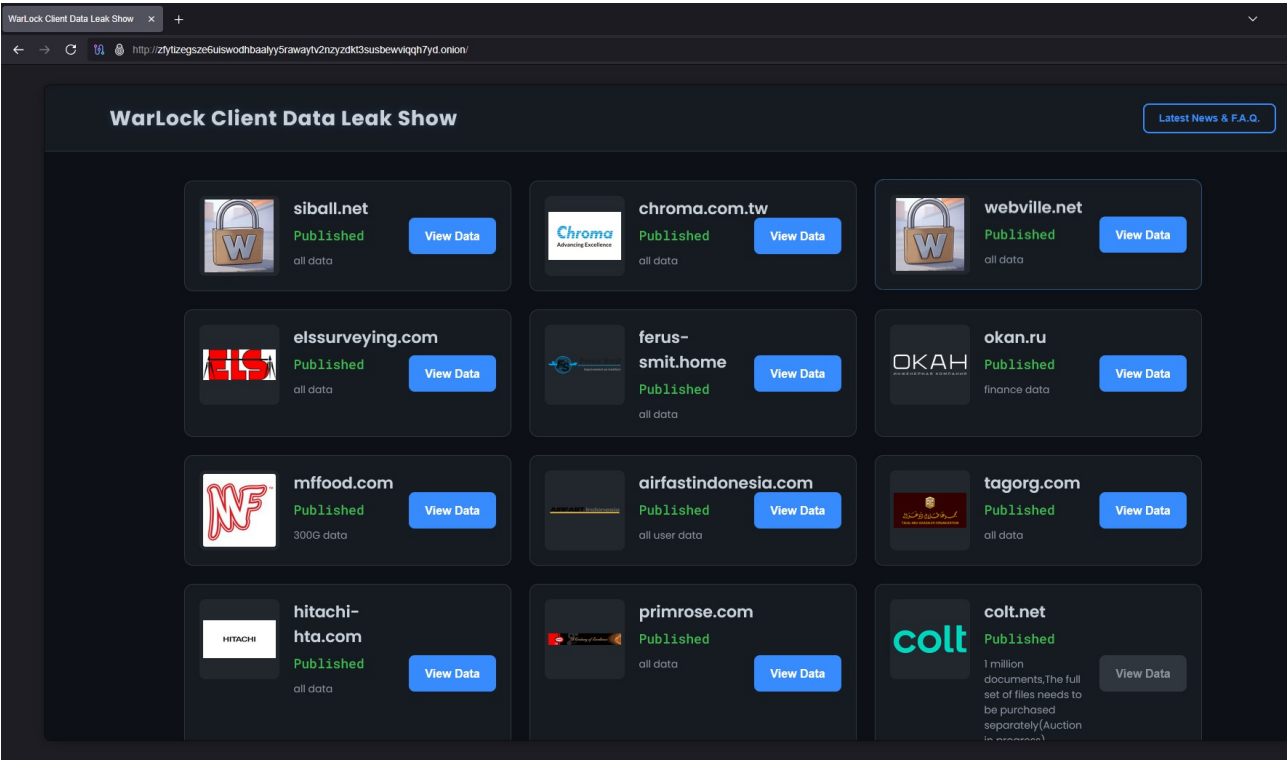 WarLock Client Data Leak Show
http://zfytizegsze6uiswodhbaalyy5rawaytv2nzyzdkt3susbewviqqh7yd.onion/
WarLock Client Data Leak Show
Latest News & F.A.Q.
W
siball.net
Published
all data
View Data
Chroma
Advancing Excellence
chroma.com.tw
Published
all data
View Data
W
webville.net
Published
all data
View Data
ELS
elssurveying.com
Published
all data
View Data
ferus-
smit.home
Published
all data
View Data
ОКАН
ИНЖЕНЕРНАЯ КОМПАНИЯ
okan.ru
Published
finance data
View Data
mffood.com
Published
300G data
View Data
airfastindonesia.com
Published
all user data
View Data
tagorg.com
Published
all data
View Data
HITACHI
hitachi-
hta.com
Published
all data
View Data
primrose.com
Published
all data
View Data
colt
colt.net
Published
1 million
documents,The full
set of files needs to
be purchased
separately(Auction
in progress)
View Data